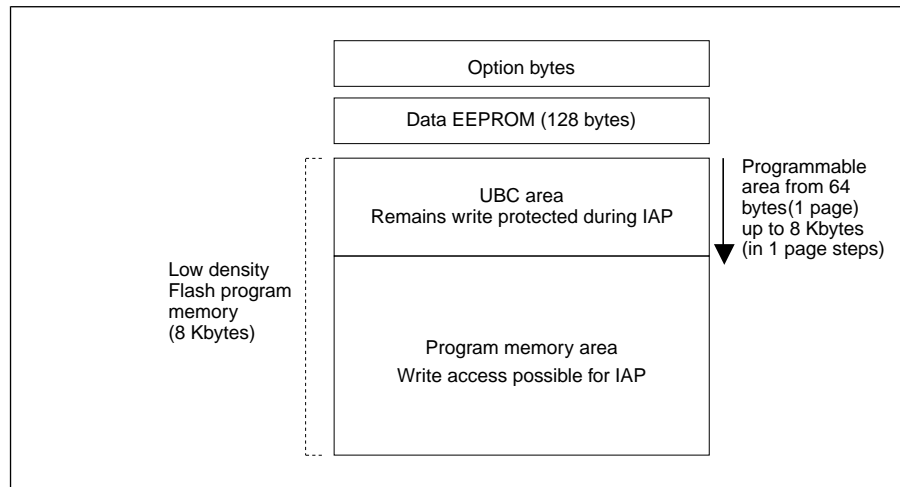 Option bytes
Data EEPROM (128 bytes)
UBC area
Remains write protected during IAP
Programmable
area from 64
bytes(1 page)
up to 8 Kbytes
(in 1 page steps)
Low density
Flash program
memory
(8 Kbytes)
Program memory area
Write access possible for IAP